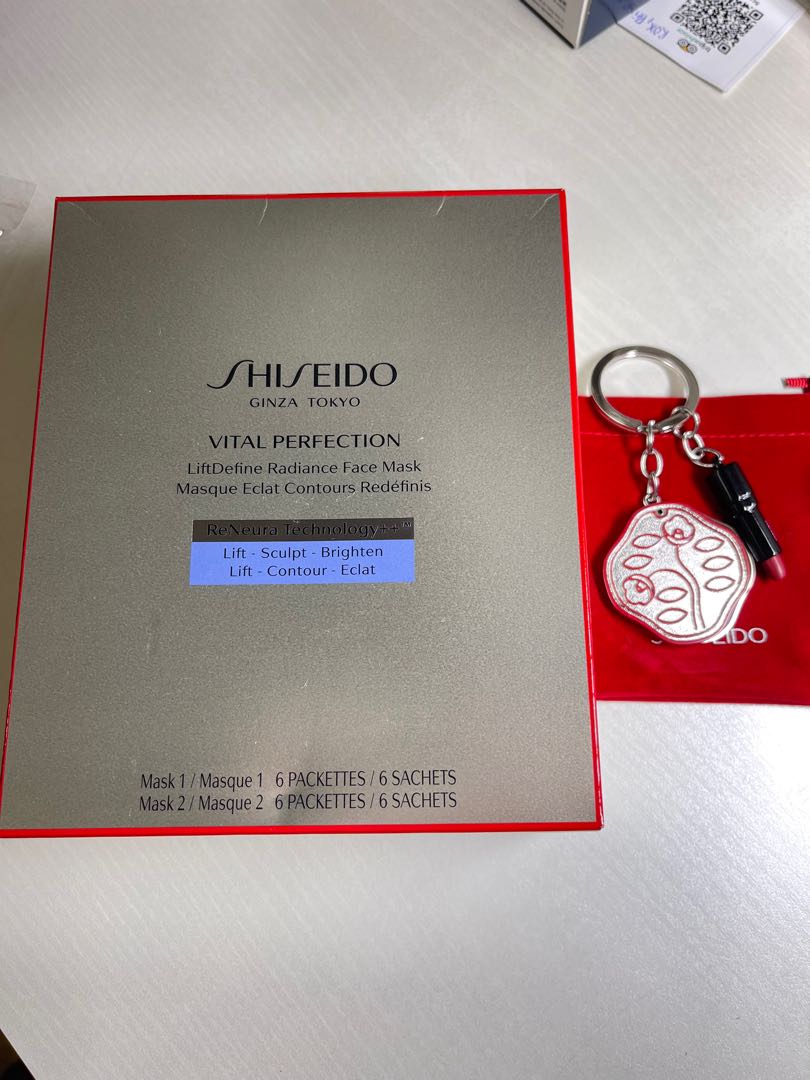 SHISEIDO
GINZA TOKYO
VITAL PERFECTION
LiftDefine Radiance Face Mask
Masque Eclat Contours Redéfinis
ReNeura Technology++™
Lift - Sculpt - Brighten
Lift - Contour - Eclat
Mask 1 / Masque 1 6 PACKETTES / 6 SACHETS
Mask 2 / Masque 2 6 PACKETTES / 6 SACHETS